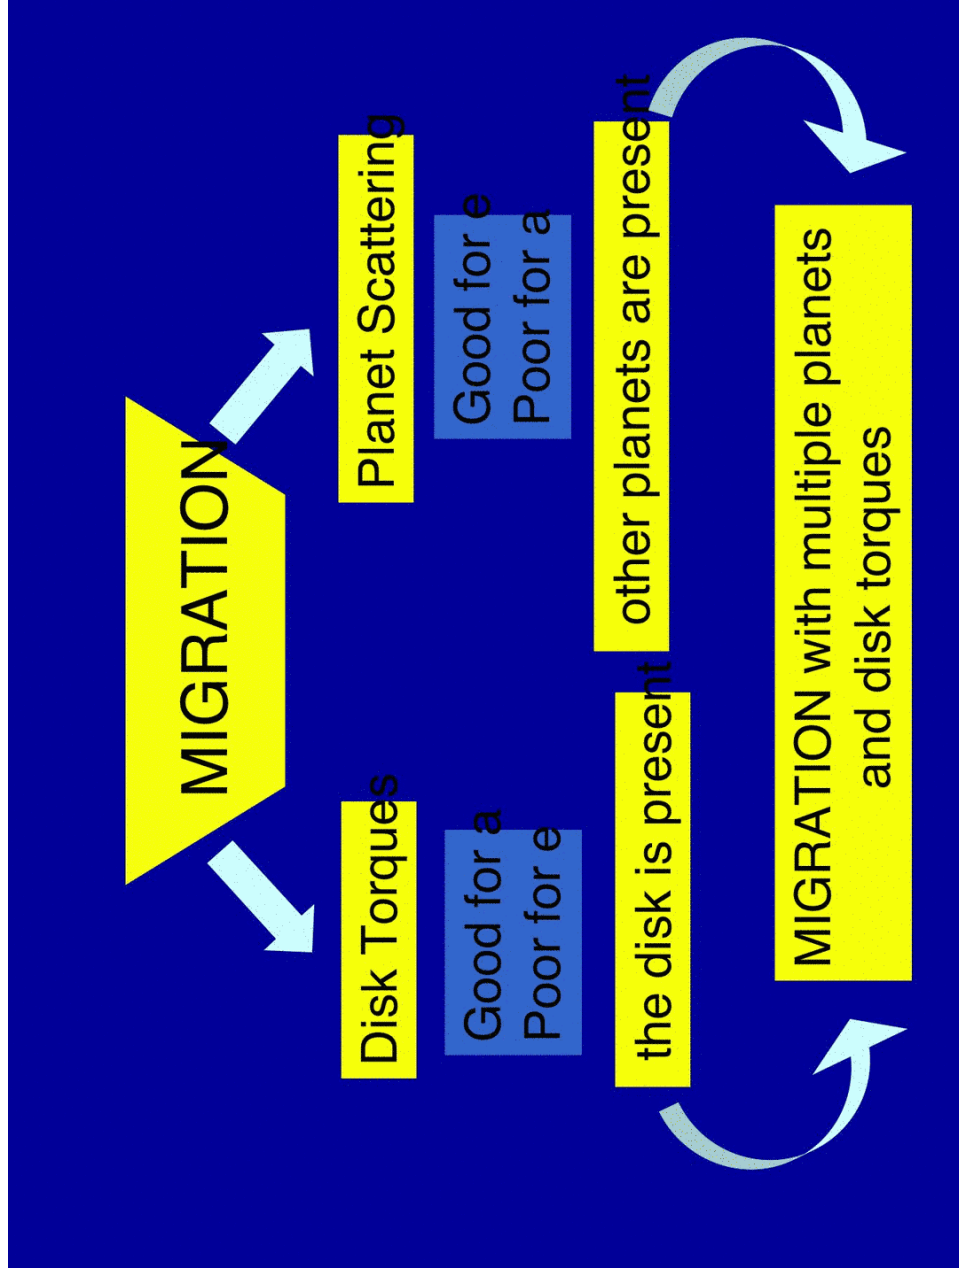 MIGRATION
Disk Torques
Planet Scattering
Good for a
Poor for e
Good for e
Poor for a
the disk is present
other planets are present
MIGRATION with multiple planets
and disk torques